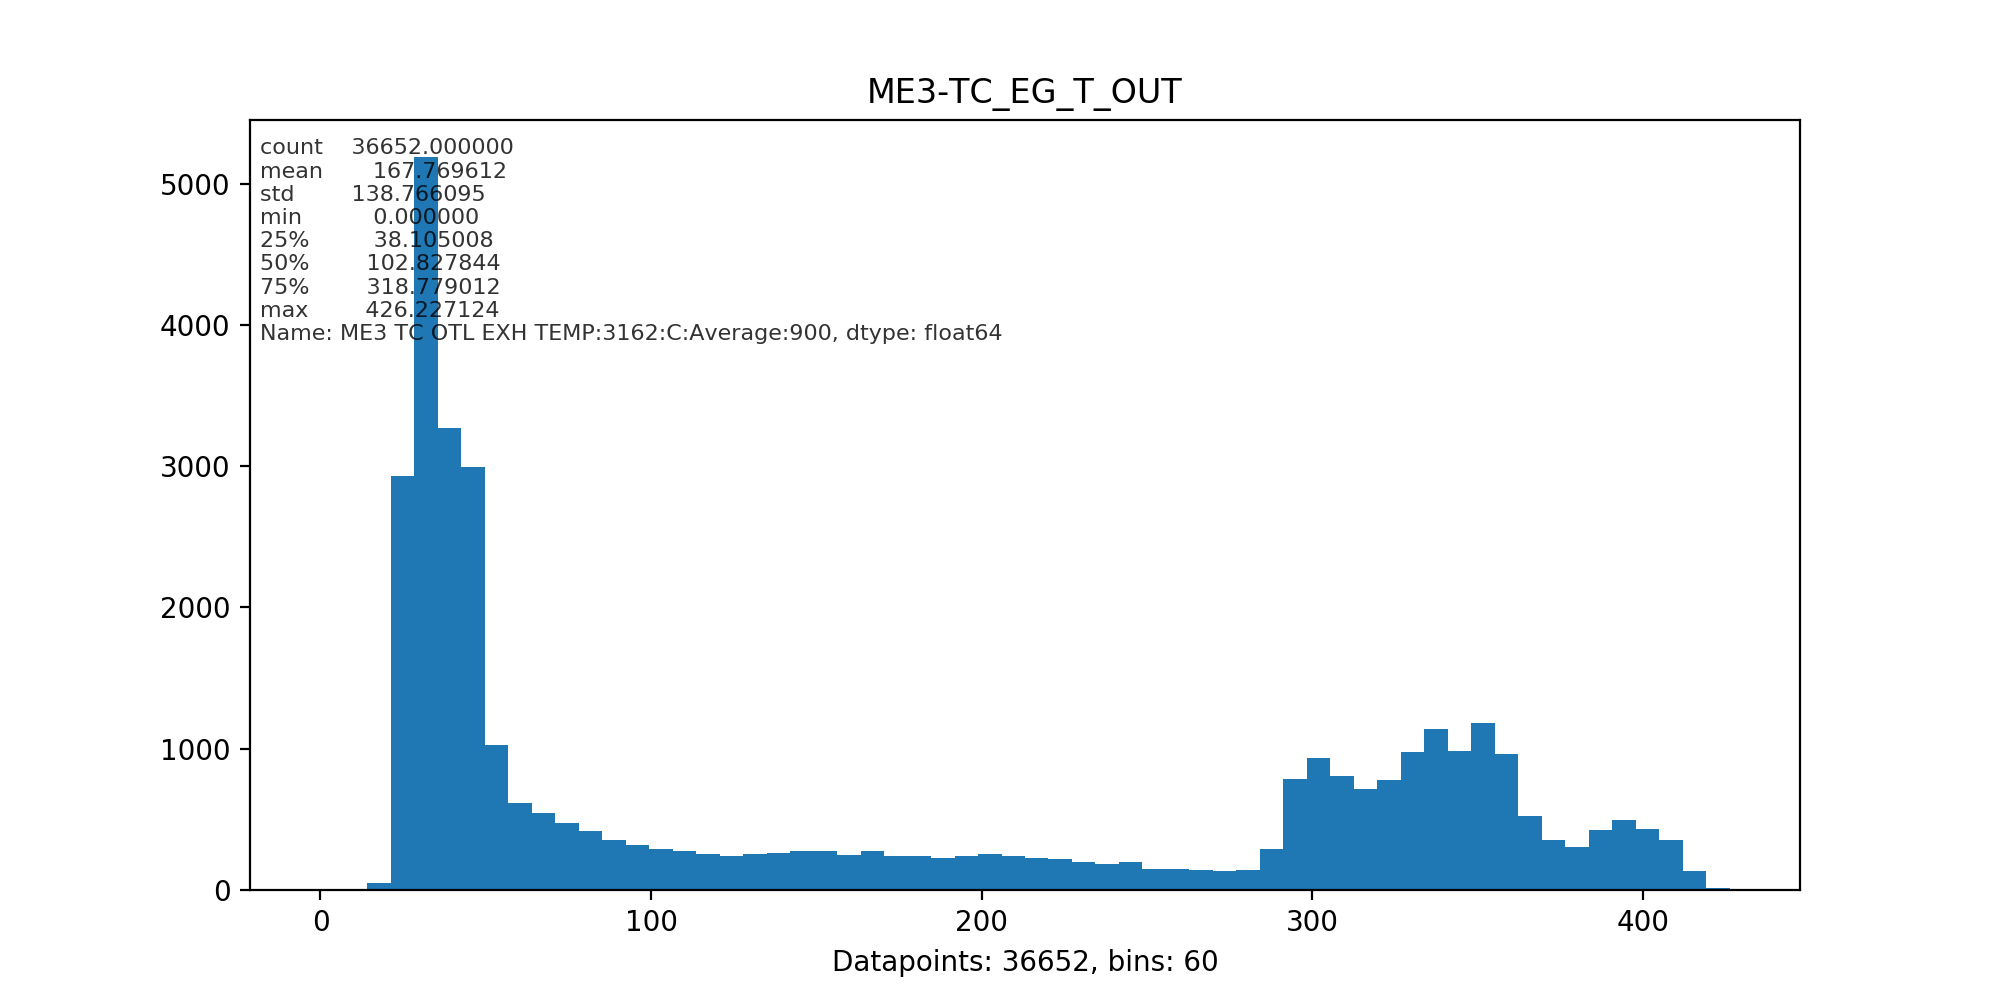 ME3-TC_EG_T_OUT
count 36652.000000
mean 167.769612
std 138.766095
min 0.000000
25% 38.105008
50% 102.827844
75% 318.779012
max 426.227124
Name: ME3 TC OTL EXH TEMP:3162:C:Average:900, dtype: float64
5000
4000
3000
2000
1000
0
0 100 200 300 400
Datapoints: 36652, bins: 60